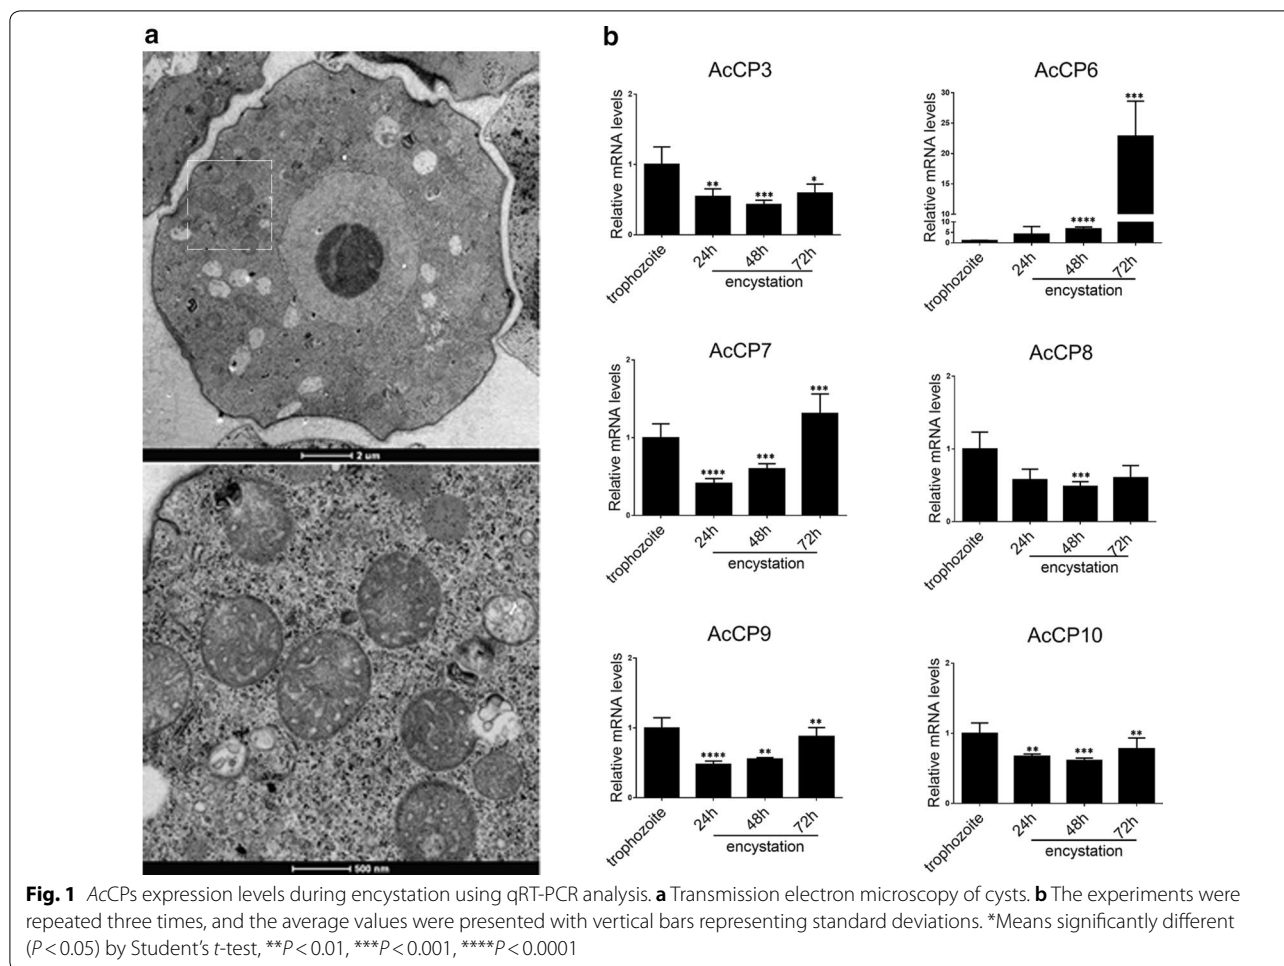 a
2 µm
500 nm
b
AcCP3
Relative mRNA levels
2
1
0
**
***
*
trophozoite
24h
48h
72h
encystation
AcCP6
Relative mRNA levels
30
25
20
15
10
10
5
0
****
***
trophozoite
24h
48h
72h
encystation
AcCP7
Relative mRNA levels
2
1
0
****
***
***
trophozoite
24h
48h
72h
encystation
AcCP8
Relative mRNA levels
2
1
0
***
trophozoite
24h
48h
72h
encystation
AcCP9
Relative mRNA levels
2
1
0
****
**
**
trophozoite
24h
48h
72h
encystation
AcCP10
Relative mRNA levels
2
1
0
**
***
**
trophozoite
24h
48h
72h
encystation
Fig. 1 AcCPs expression levels during encystation using qRT-PCR analysis. a Transmission electron microscopy of cysts. b The experiments were
repeated three times, and the average values were presented with vertical bars representing standard deviations. *Means significantly different
(P < 0.05) by Student’s t-test, **P < 0.01, ***P < 0.001, ****P < 0.0001